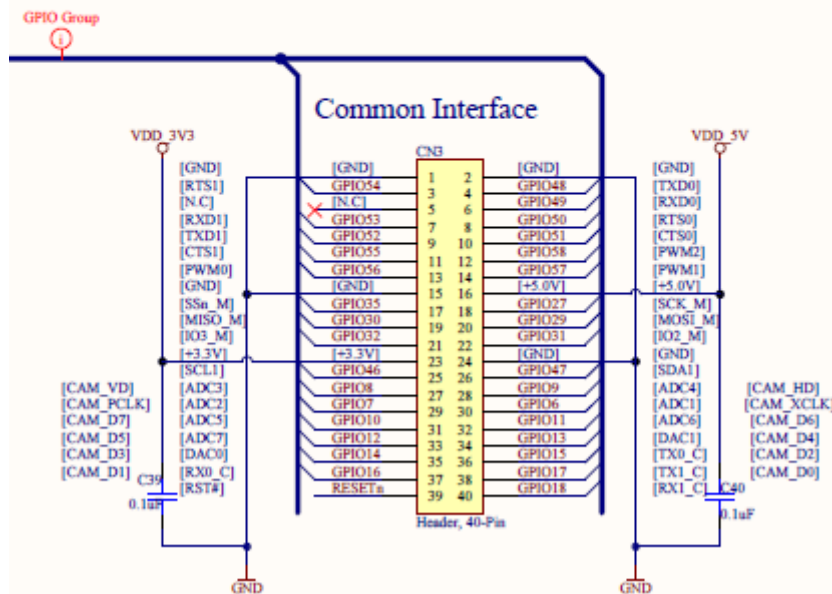 GPIO Group
i
Common Interface
VDD_3V3 CN3 VDD_5V
[GND] [GND] 1 2 [GND] [GND]
[RTS1] GPIO54 3 4 GPIO48 [TXD0]
[N.C] [N.C] 5 6 GPIO49 [RXD0]
[RXD1] GPIO53 7 8 GPIO50 [RTS0]
[TXD1] GPIO52 9 10 GPIO51 [CTS0]
[CTS1] GPIO55 11 12 GPIO58 [PWM2]
[PWM0] GPIO56 13 14 GPIO57 [PWM1]
[GND] [GND] 15 16 [+5.0V] [+5.0V]
[SSn_M] GPIO35 17 18 GPIO27 [SCK_M]
[MISO_M] GPIO30 19 20 GPIO29 [MOSI_M]
[IO3_M] GPIO32 21 22 GPIO31 [IO2_M]
[+3.3V] [+3.3V] 23 24 [GND] [GND]
[SCL1] GPIO46 25 26 GPIO47 [SDA1]
[CAM_VD] [ADC3] GPIO8 27 28 GPIO9 [ADC4] [CAM_HD]
[CAM_PCLK] [ADC2] GPIO7 29 30 GPIO6 [ADC1] [CAM_XCLK]
[CAM_D7] [ADC5] GPIO10 31 32 GPIO11 [ADC6] [CAM_D6]
[CAM_D5] [ADC7] GPIO12 33 34 GPIO13 [DAC1] [CAM_D4]
[CAM_D3] [DAC0] GPIO14 35 36 GPIO15 [TX0_C] [CAM_D2]
[CAM_D1] [RX0_C] GPIO16 37 38 GPIO17 [TX1_C] [CAM_D0]
C39 [RST#] RESETn 39 40 GPIO18 [RX1_C] C40
0.1uF Header, 40-Pin 0.1uF
GND GND